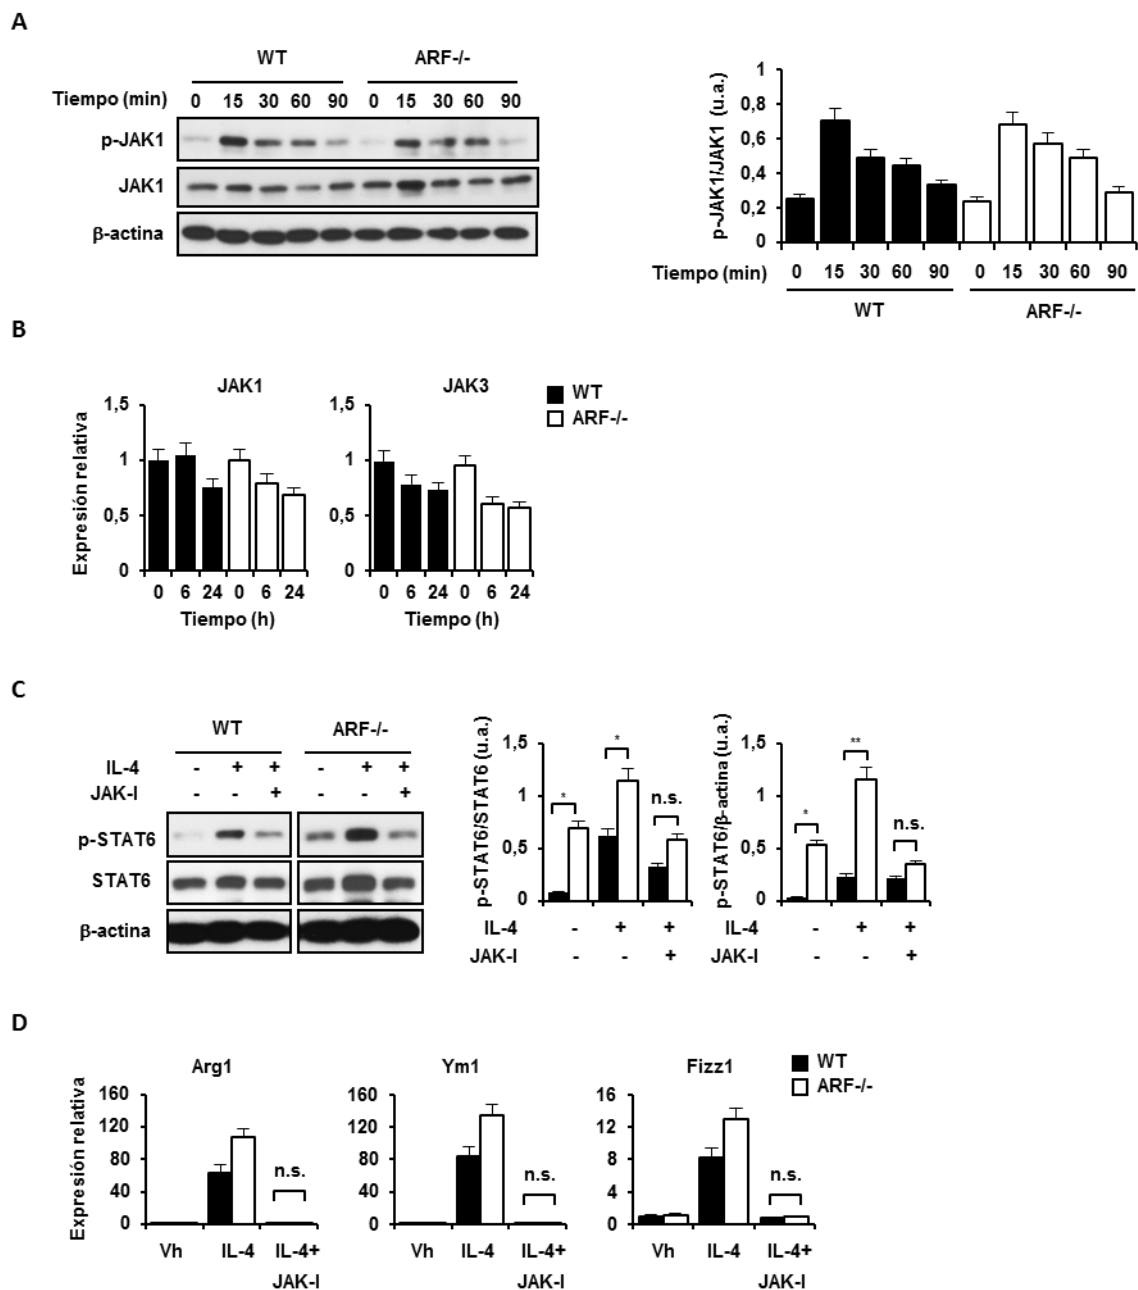 A
WT ARF-/-
Tiempo (min) 0 15 30 60 90 0 15 30 60 90
p-JAK1
JAK1
β-actina
p-JAK1/JAK1 (u.a.)
1
0,8
0,6
0,4
0,2
0
Tiempo (min) 0 15 30 60 90 0 15 30 60 90
WT ARF-/-
B
JAK1
Expresión relativa
1,5
1
0,5
0
0 6 24 0 6 24
Tiempo (h)
JAK3
1,5
1
0,5
0
0 6 24 0 6 24
Tiempo (h)
WT
ARF-/-
C
WT ARF-/-
IL-4 - + + - + +
JAK-I - - + - - +
p-STAT6
STAT6
β-actina
p-STAT6/STAT6 (u.a.)
1,5
1
0,5
0
* * n.s.
IL-4 - + +
JAK-I - - +
p-STAT6/β-actina (u.a.)
1,5
1
0,5
0
* ** n.s.
IL-4 - + +
JAK-I - - +
D
Arg1
Expresión relativa
160
120
80
40
0
n.s.
Vh IL-4 IL-4+
JAK-I
Ym1
160
120
80
40
0
n.s.
Vh IL-4 IL-4+
JAK-I
Fizz1
16
12
8
4
0
n.s.
Vh IL-4 IL-4+
JAK-I
WT
ARF-/-